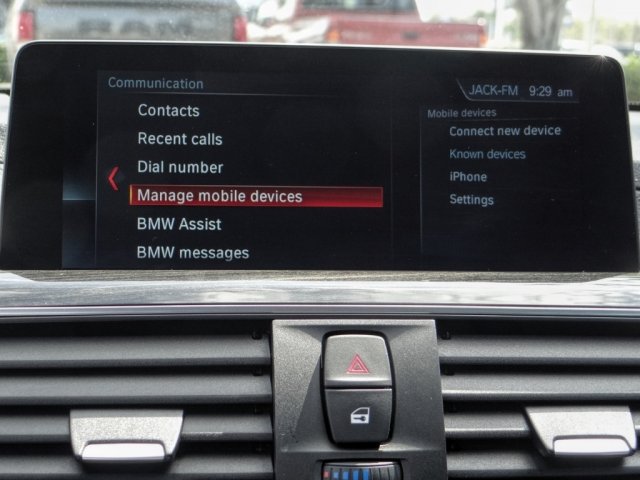 Communication
JACK-FM 9:29 am
Contacts
Recent calls
Dial number
Manage mobile devices
BMW Assist
BMW messages
Mobile devices
Connect new device
Known devices
iPhone
Settings